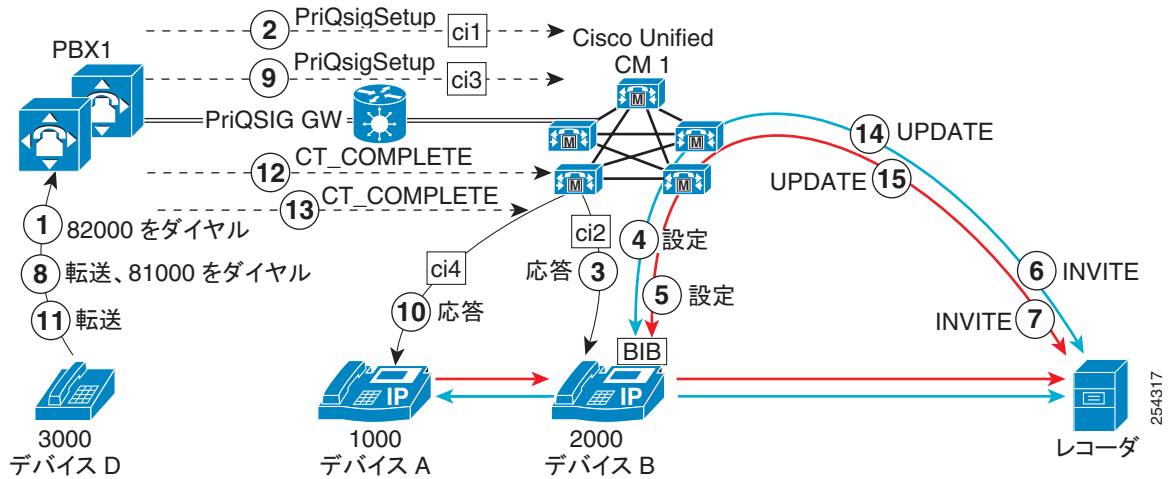 2 PriQsigSetup ci1
Cisco Unified
CM 1
PBX1
9 PriQsigSetup ci3
M
PriQSIG GW
M M
14 UPDATE
12 CT_COMPLETE
UPDATE 15
13 CT_COMPLETE
1 82000 をダイヤル
ci2
4 設定
8 転送、81000 をダイヤル
ci4
応答 3
6 INVITE
5 設定
11 転送
10 応答
INVITE 7
BIB
IP
IP
3000
デバイス D
1000
デバイス A
2000
デバイス B
レコーダ
254317